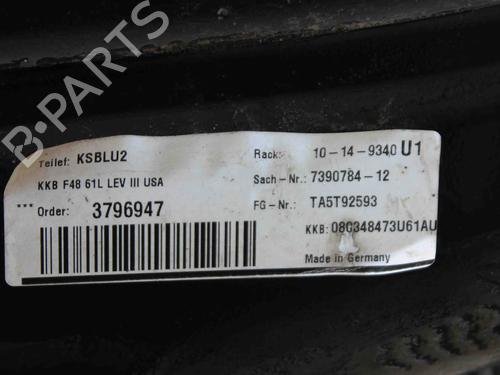 B-PARTS
Teilef: KSBLU2
Rack: 10-14-9340 U1
KKB F48 61L LEV III USA
Sach-Nr.: 7390784-12
*** Order: 3796947
FG-Nr.: TA5T92593
KKB: 08C348473U61AU
Made in Germany